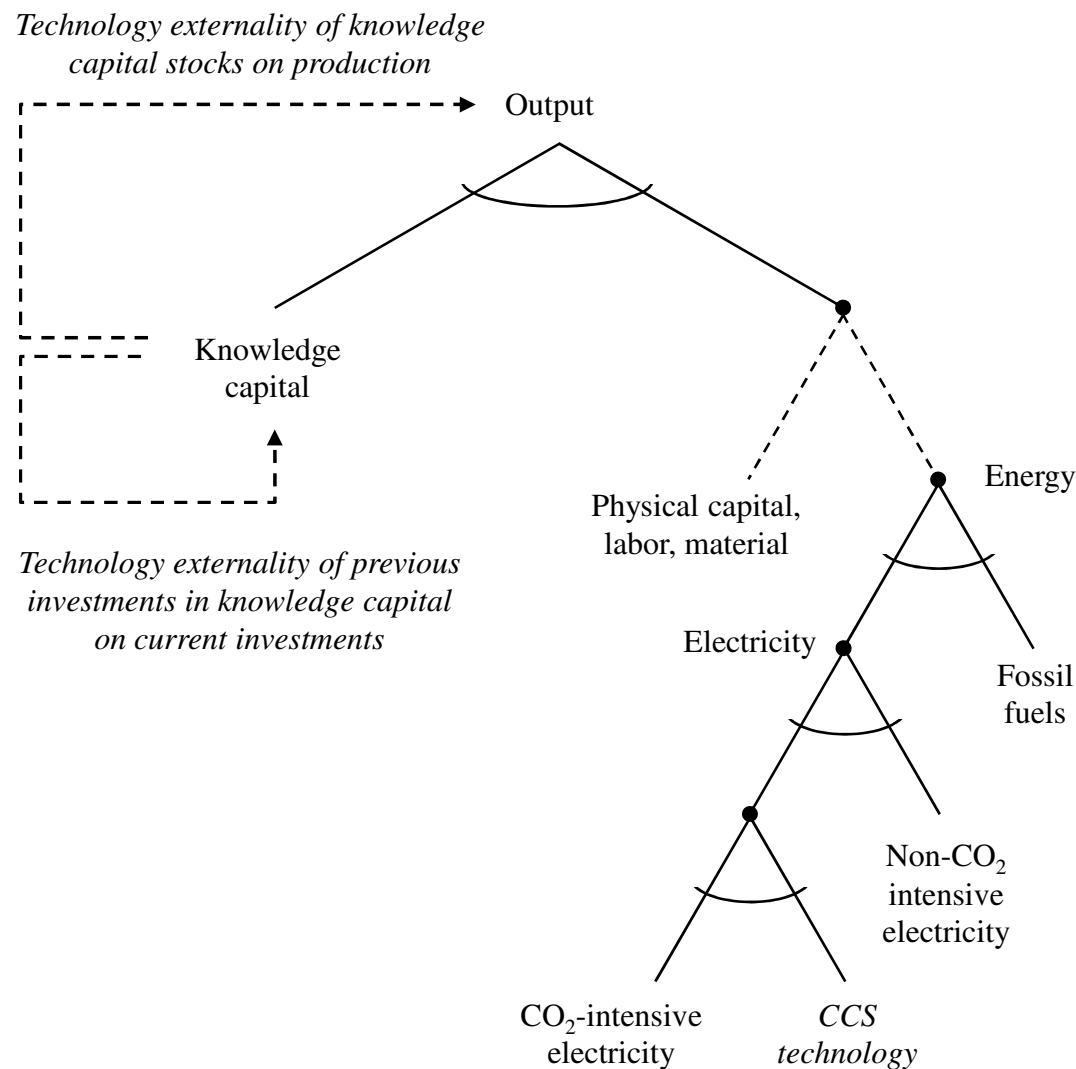 Technology externality of knowledge
capital stocks on production
Output
Knowledge
capital
Energy
Physical capital,
labor, material
Technology externality of previous
investments in knowledge capital
on current investments
Electricity
Fossil
fuels
Non-CO₂
intensive
electricity
CO₂-intensive
electricity
CCS
technology